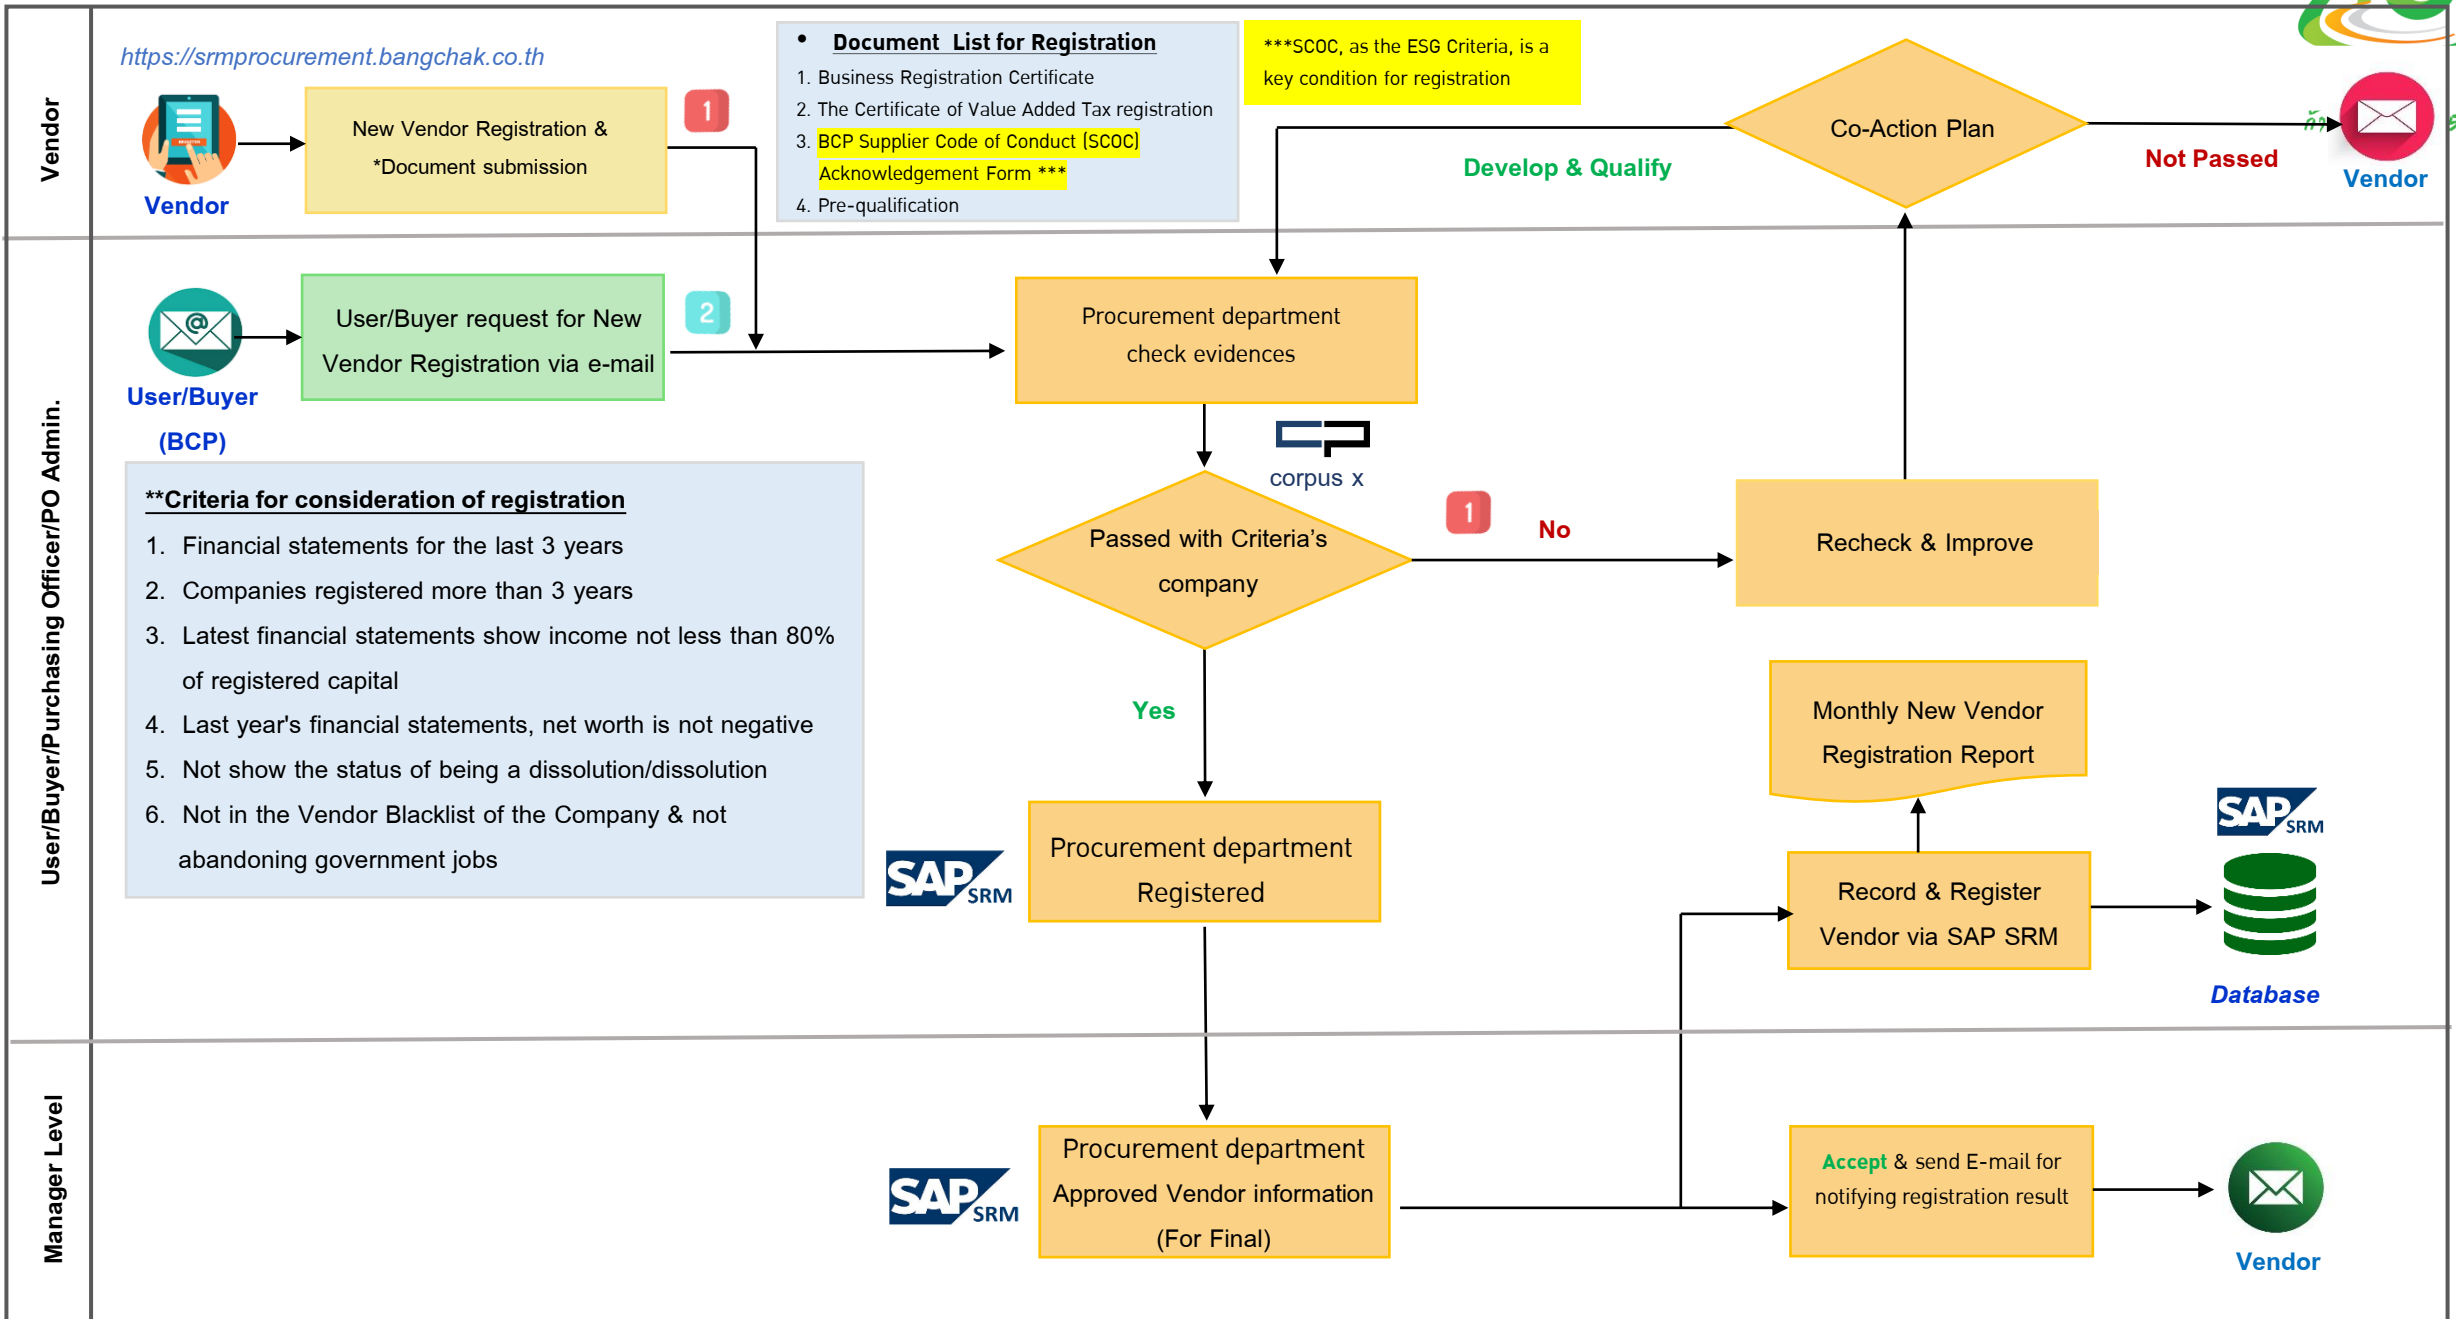 https://srmprocurement.bangchak.co.th
Vendor
Vendor
New Vendor Registration &
*Document submission
1
• Document List for Registration
1. Business Registration Certificate
2. The Certificate of Value Added Tax registration
3. BCP Supplier Code of Conduct (SCOC)
Acknowledgement Form ***
4. Pre-qualification
***SCOC, as the ESG Criteria, is a
key condition for registration
Co-Action Plan
Develop & Qualify
Not Passed
Vendor
User/Buyer/Purchasing Officer/PO Admin.
User/Buyer
(BCP)
User/Buyer request for New
Vendor Registration via e-mail
2
Procurement department
check evidences
corpus x
Passed with Criteria's
company
1
No
Recheck & Improve
**Criteria for consideration of registration
1. Financial statements for the last 3 years
2. Companies registered more than 3 years
3. Latest financial statements show income not less than 80%
of registered capital
4. Last year's financial statements, net worth is not negative
5. Not show the status of being a dissolution/dissolution
6. Not in the Vendor Blacklist of the Company & not
abandoning government jobs
Yes
Monthly New Vendor
Registration Report
SAP SRM
Procurement department
Registered
Record & Register
Vendor via SAP SRM
SAP SRM
Database
Manager Level
SAP SRM
Procurement department
Approved Vendor information
(For Final)
Accept & send E-mail for
notifying registration result
Vendor